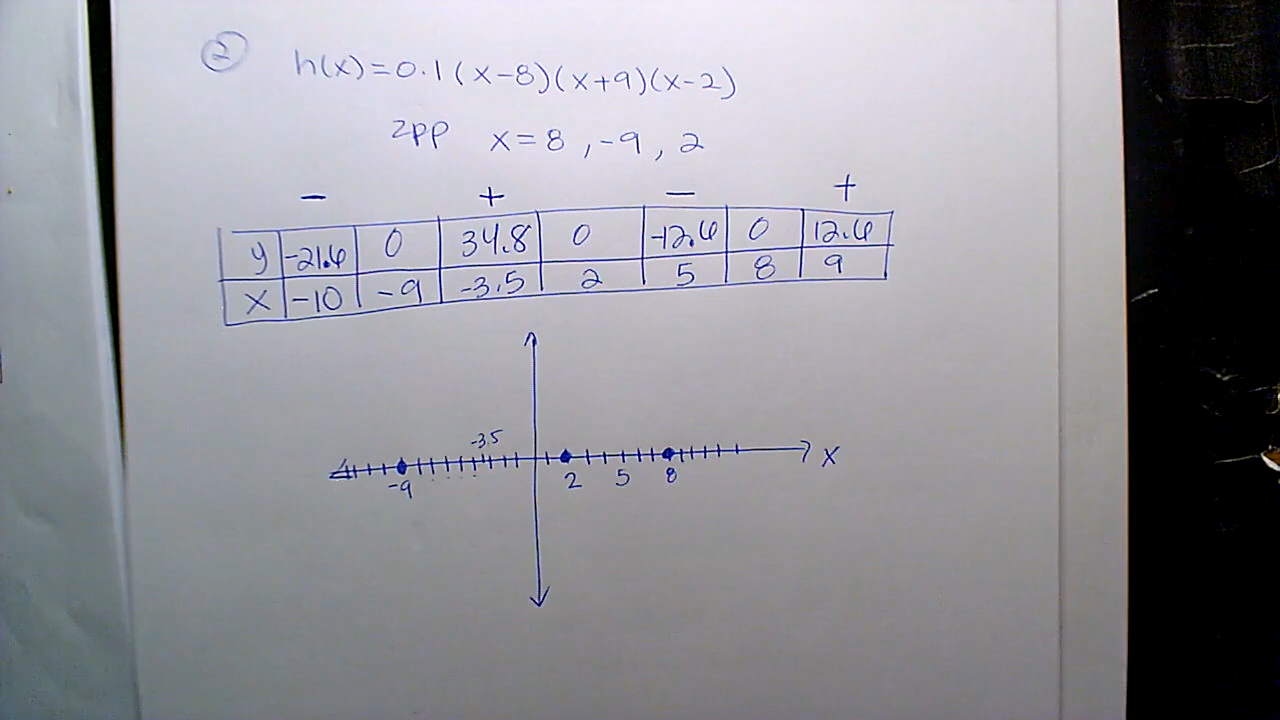 2 h(x)=0.1(x-8)(x+9)(x-2)
zpp x=8,-9,2
- + - +
y -21.6 0 34.8 0 -12.6 0 12.6
x -10 -9 -3.5 2 5 8 9
-3.5
x
-9 2 5 8